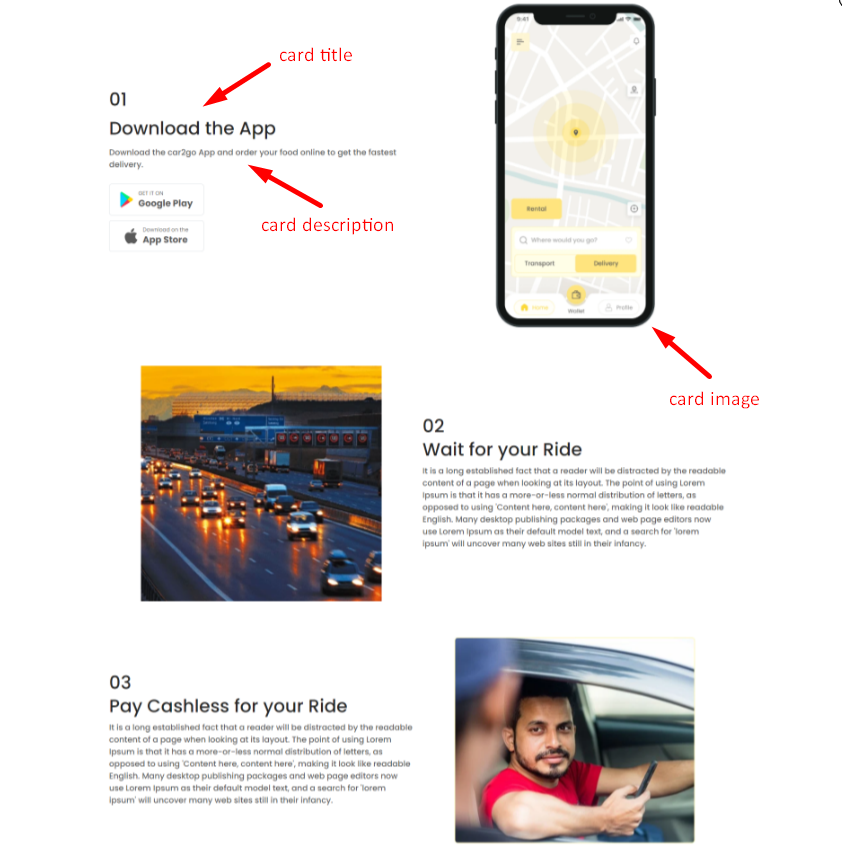 card title
01
Download the App
Download the car2go App and order your food online to get the fastest
delivery.
GET IT ON
Google Play
Download on the
App Store
card description
9:41
Rental
Where would you go?
Transport
Delivery
Home
Wallet
Profile
card image
02
Wait for your Ride
It is a long established fact that a reader will be distracted by the readable
content of a page when looking at its layout. The point of using Lorem
Ipsum is that it has a more-or-less normal distribution of letters, as
opposed to using 'Content here, content here', making it look like readable
English. Many desktop publishing packages and web page editors now
use Lorem Ipsum as their default model text, and a search for 'lorem
ipsum' will uncover many web sites still in their infancy.
03
Pay Cashless for your Ride
It is a long established fact that a reader will be distracted by the readable
content of a page when looking at its layout. The point of using Lorem
Ipsum is that it has a more-or-less normal distribution of letters, as
opposed to using 'Content here, content here', making it look like readable
English. Many desktop publishing packages and web page editors now
use Lorem Ipsum as their default model text, and a search for 'lorem
ipsum' will uncover many web sites still in their infancy.